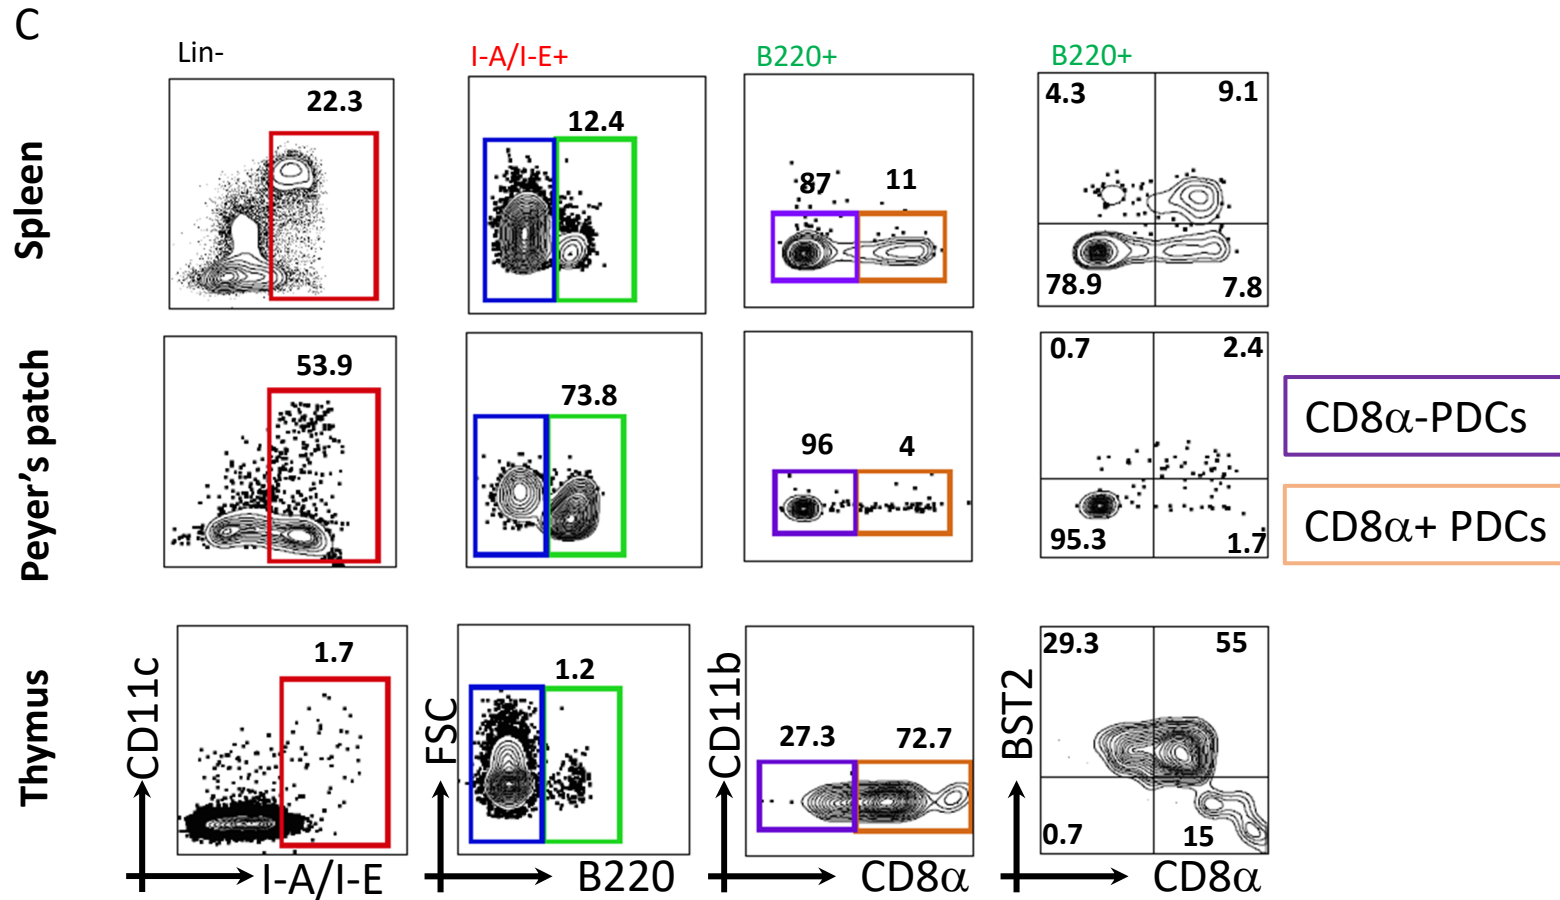 C
Lin-
I-A/I-E+
B220+
B220+
Spleen
22.3
12.4
87
11
4.3
9.1
78.9
7.8
Peyer's patch
53.9
73.8
96
4
0.7
2.4
95.3
1.7
CD8α-PDCs
CD8α+ PDCs
Thymus
1.7
1.2
27.3
72.7
29.3
55
0.7
15
CD11c
I-A/I-E
FSC
B220
CD11b
CD8α
BST2
CD8α